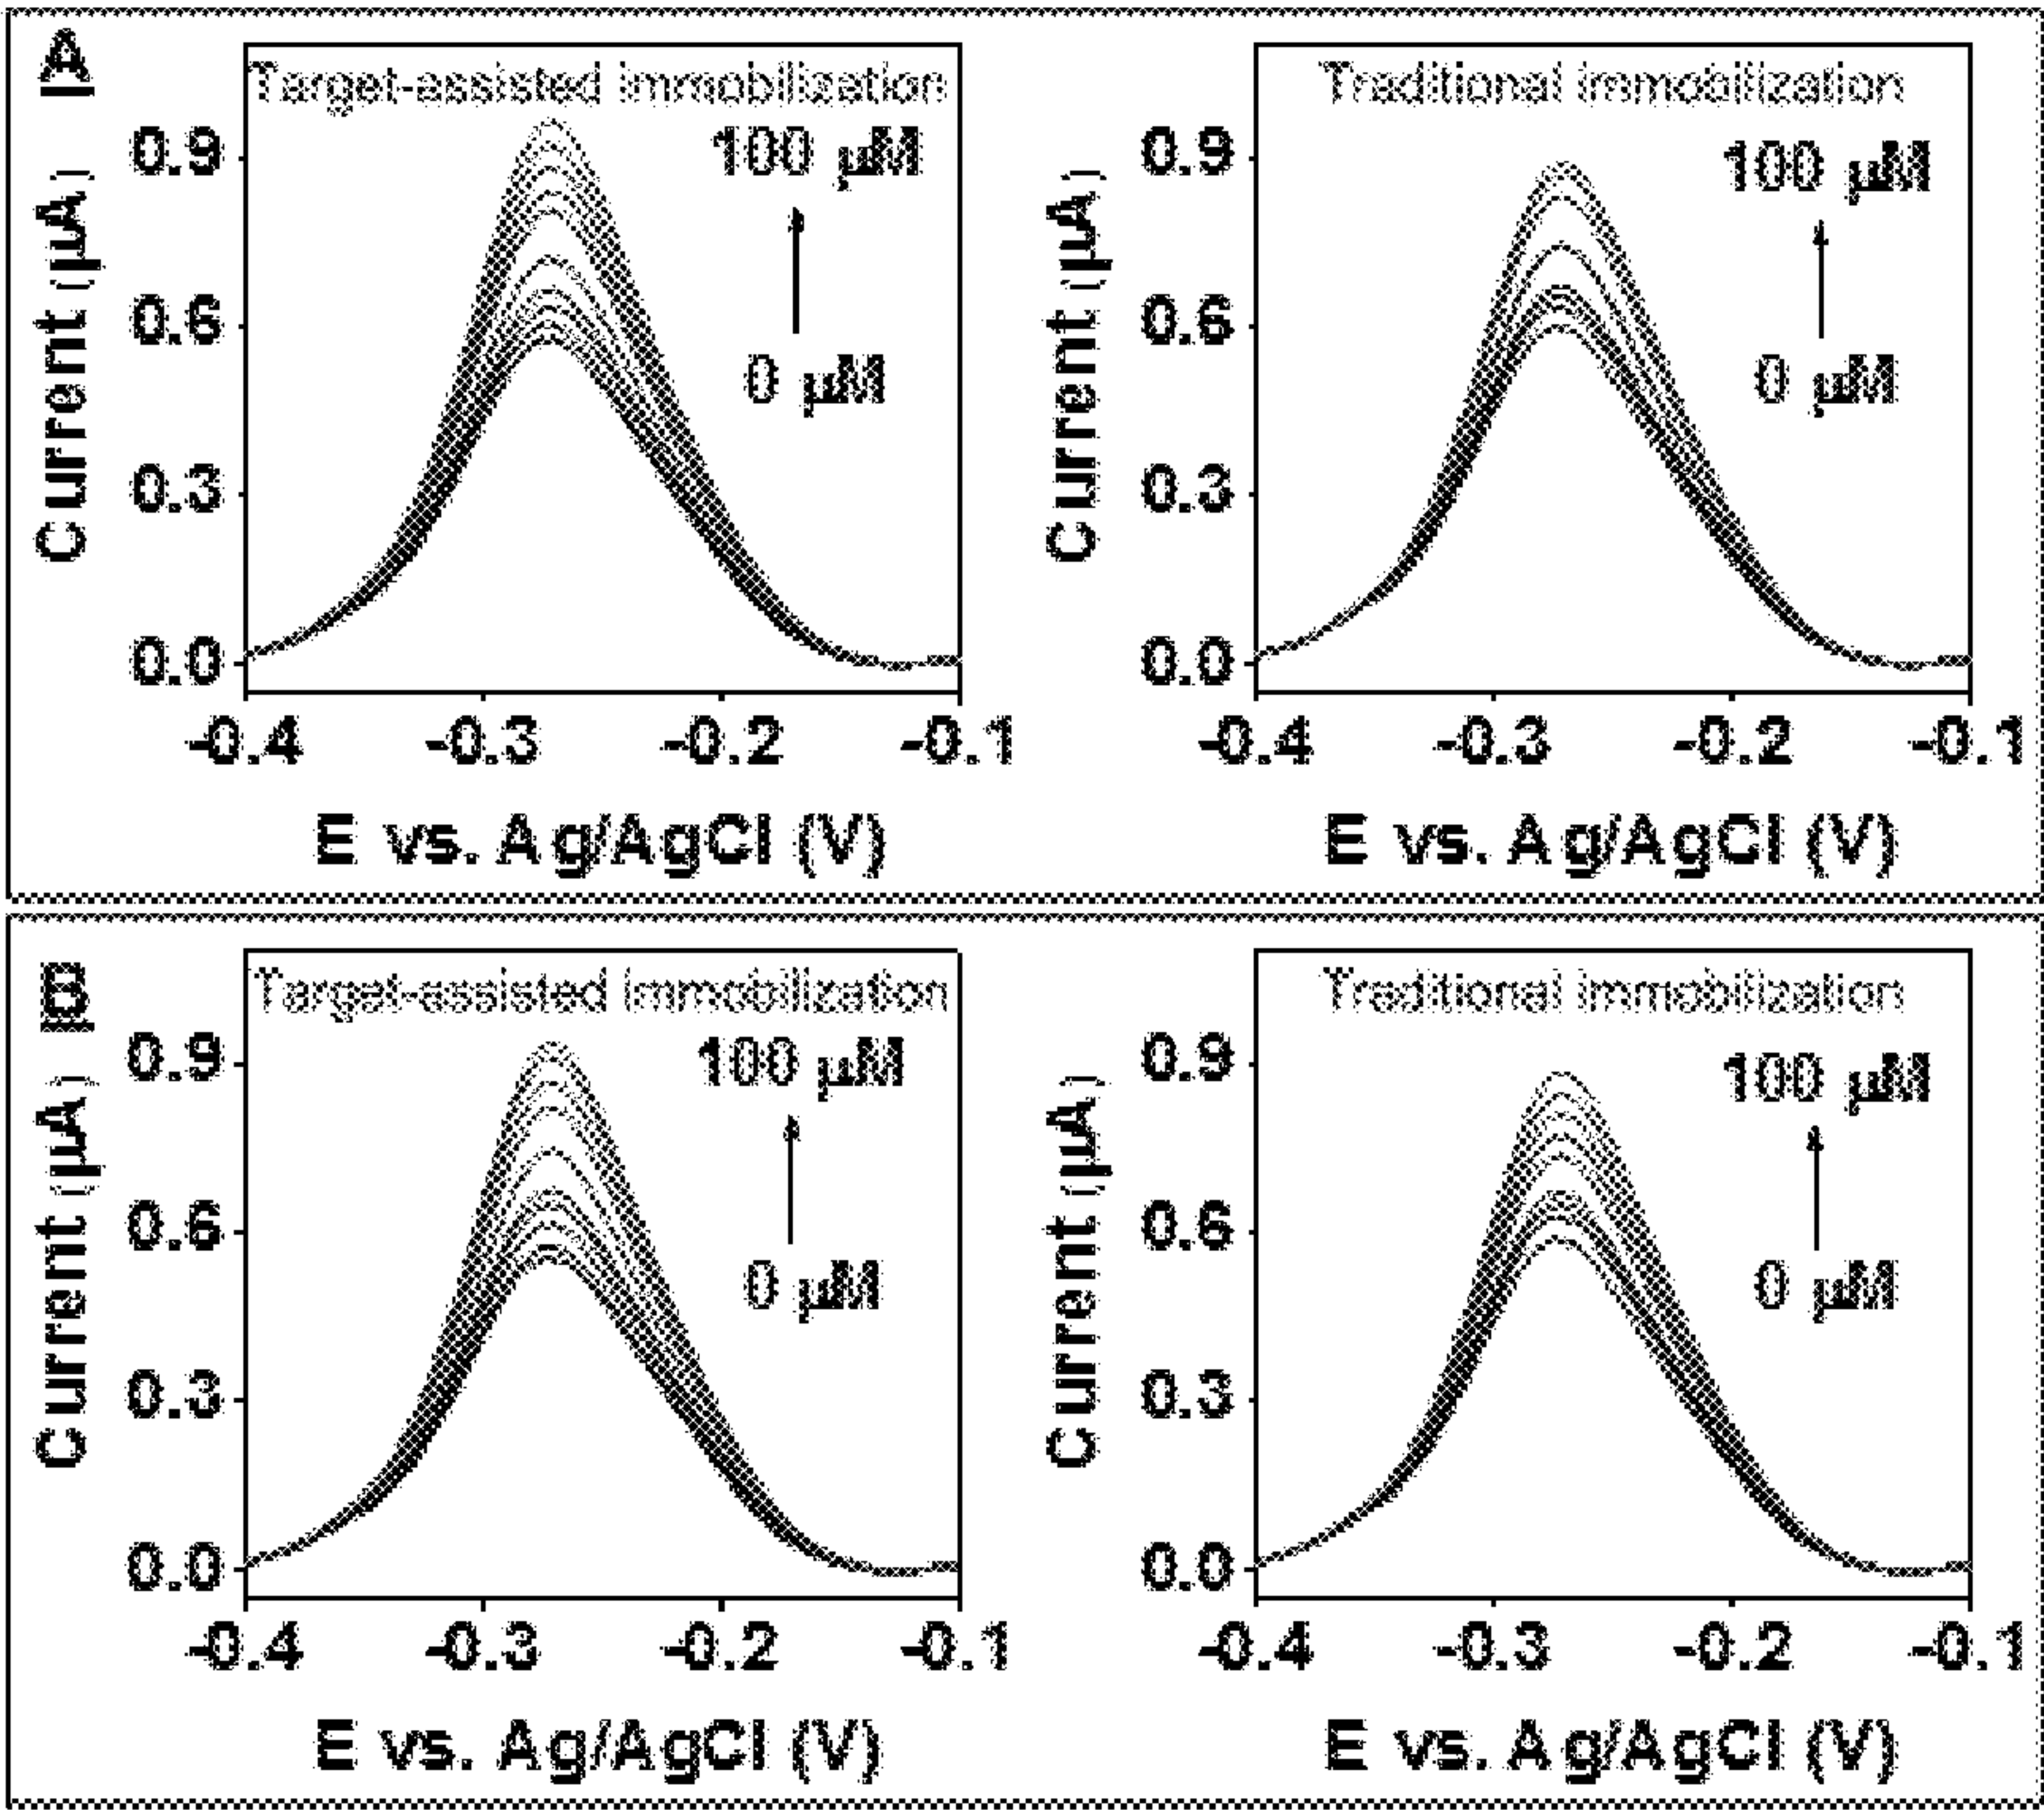 A
Target-assisted immobilization
100 µM
0 µM
0.9
0.6
0.3
0.0
Current (µA)
-0.4 -0.3 -0.2 -0.1
E vs. Ag/AgCl (V)
Traditional immobilization
100 µM
0 µM
0.9
0.6
0.3
0.0
Current (µA)
-0.4 -0.3 -0.2 -0.1
E vs. Ag/AgCl (V)
B
Target-assisted immobilization
100 µM
0 µM
0.9
0.6
0.3
0.0
Current (µA)
-0.4 -0.3 -0.2 -0.1
E vs. Ag/AgCl (V)
Traditional immobilization
100 µM
0 µM
0.9
0.6
0.3
0.0
Current (µA)
-0.4 -0.3 -0.2 -0.1
E vs. Ag/AgCl (V)